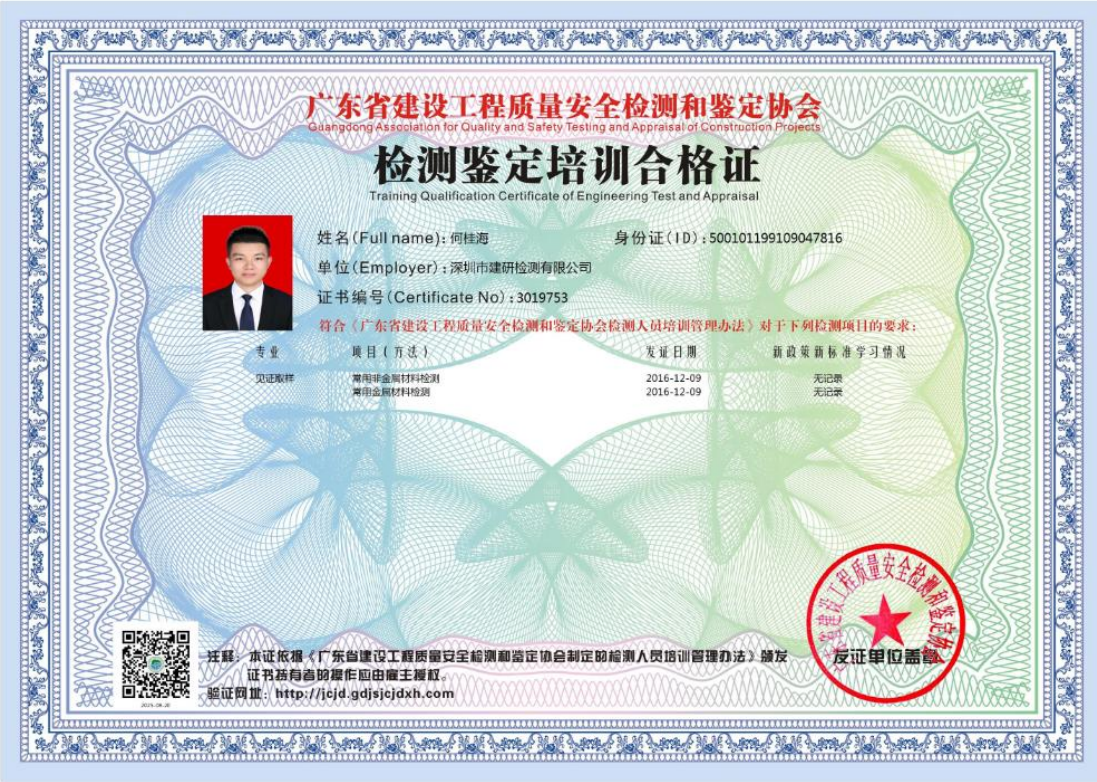 广东省建设工程质量安全检测和鉴定协会
Guangdong Association for Quality and Safety Testing and Appraisal of Construction Projects
检测鉴定培训合格证
Training Qualification Certificate of Engineering Test and Appraisal
姓名(Full name)：何桂海 身份证(ID)：500101199109047816
单位(Employer)：深圳市建研检测有限公司
证书编号(Certificate No)：3019753
符合《广东省建设工程质量安全检测和鉴定协会检测人员培训管理办法》对于下列检测项目的要求：
专业 项目(方法) 发证日期 新政策新标准学习情况
见证取样 常用非金属材料检测 2016-12-09 无记录
常用金属材料检测 2016-12-09 无记录
省建设工程质量安全检测和鉴定协
发证单位盖章
注释：本证依据《广东省建设工程质量安全检测和鉴定协会制定的检测人员培训管理办法》颁发
证书持有者的操作应由雇主授权。
验证网址：http://jcjd.gdjsjcjdxh.com